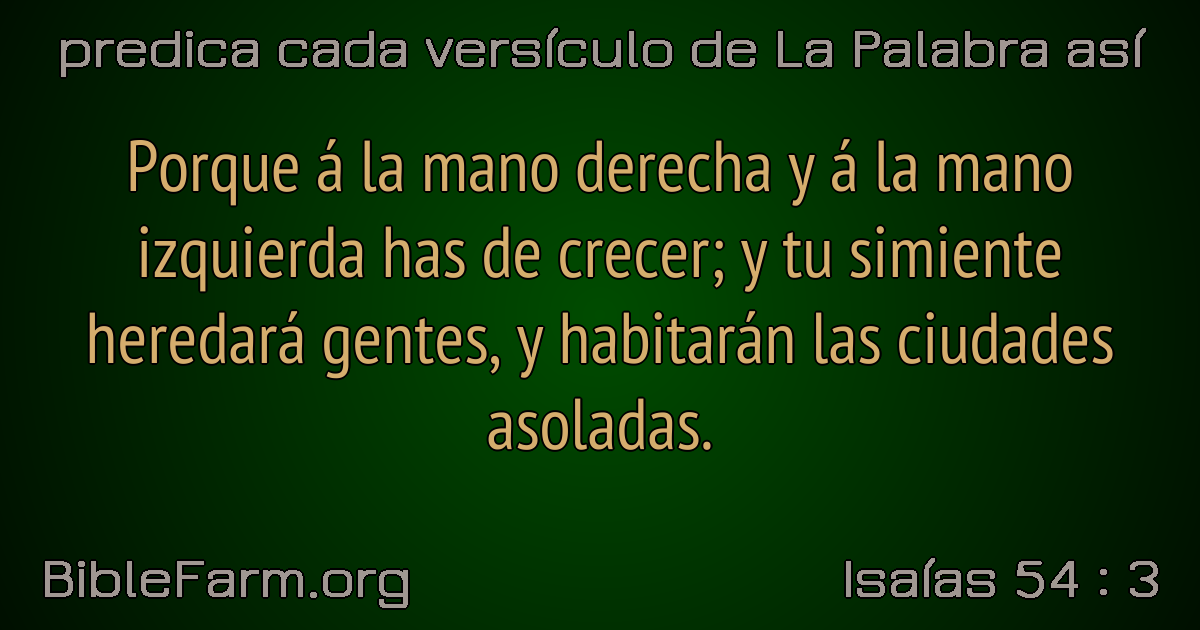 predica cada versículo de La Palabra así
Porque á la mano derecha y á la mano
izquierda has de crecer; y tu simiente
heredará gentes, y habitarán las ciudades
asoladas.
BibleFarm.org
Isaías 54 : 3